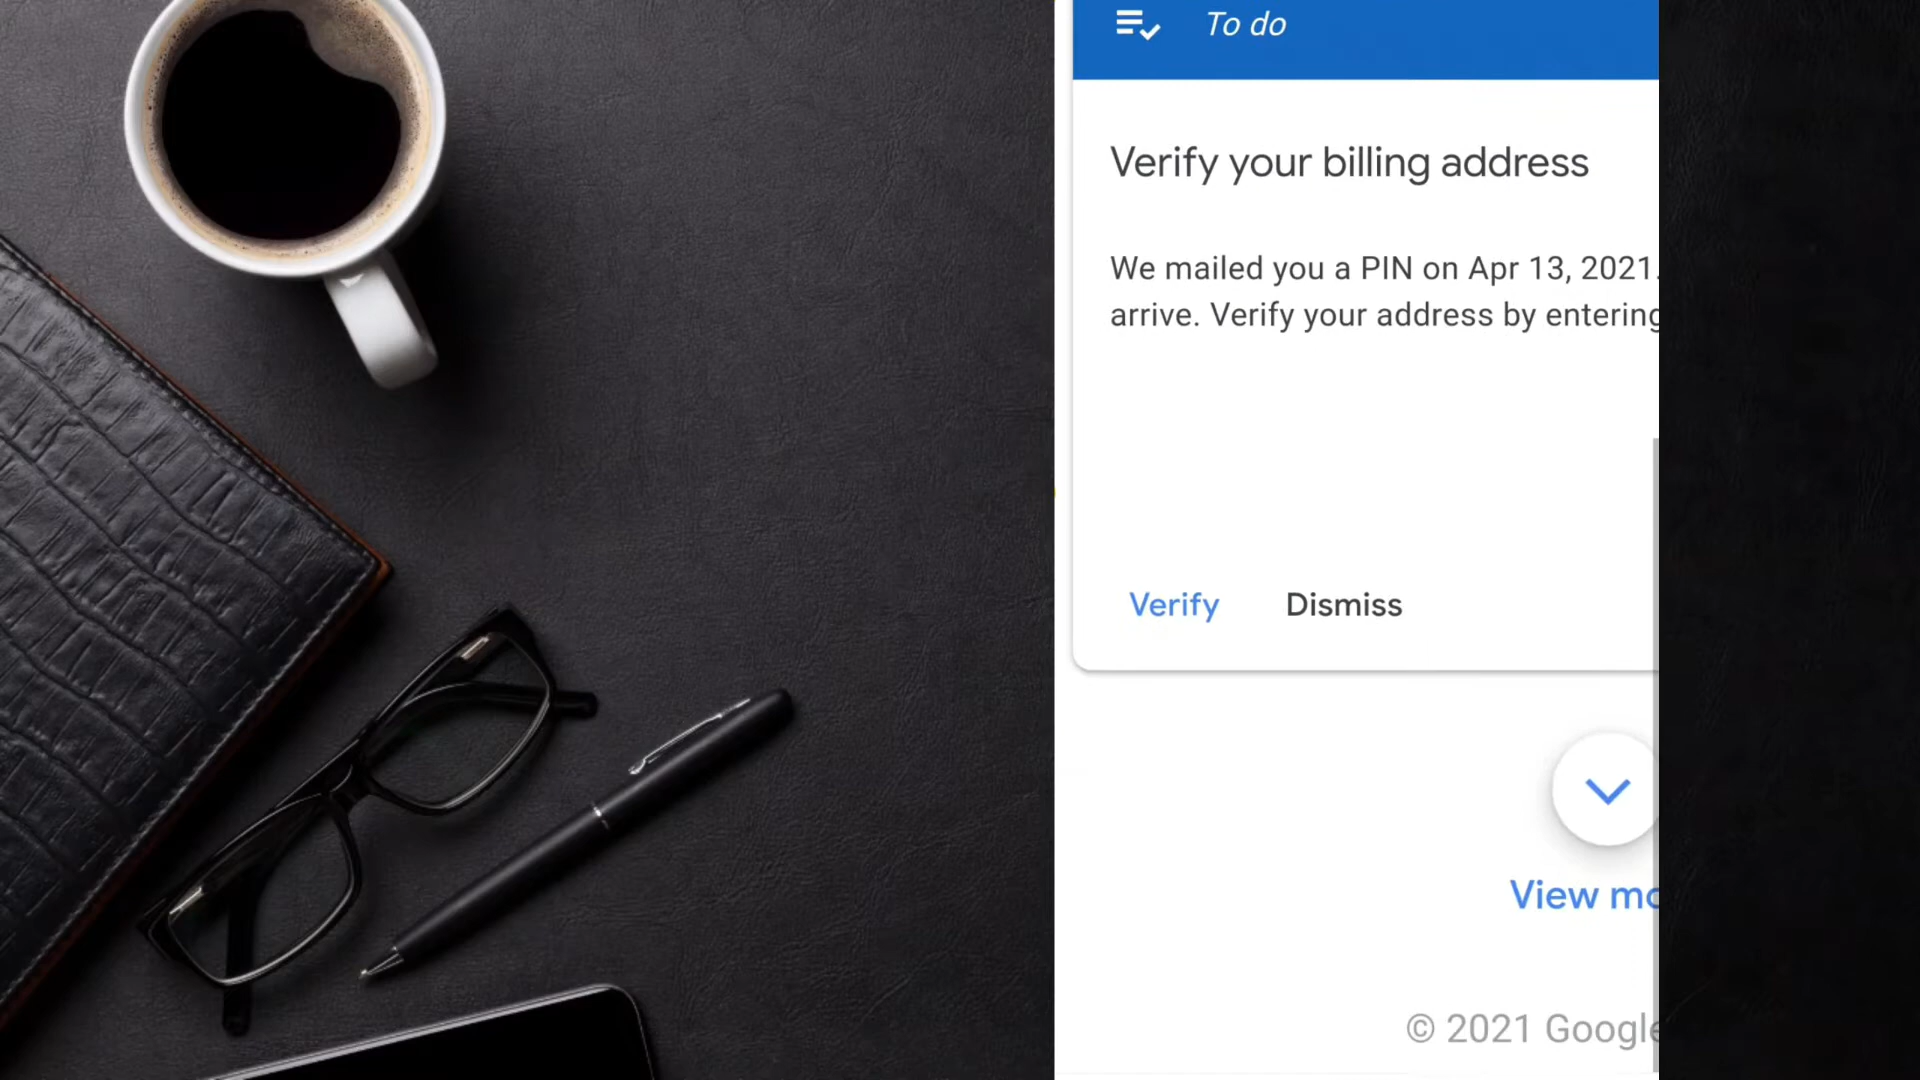 To do
Verify your billing address
We mailed you a PIN on Apr 13, 2021.
arrive. Verify your address by entering
Verify Dismiss
View mo
© 2021 Google